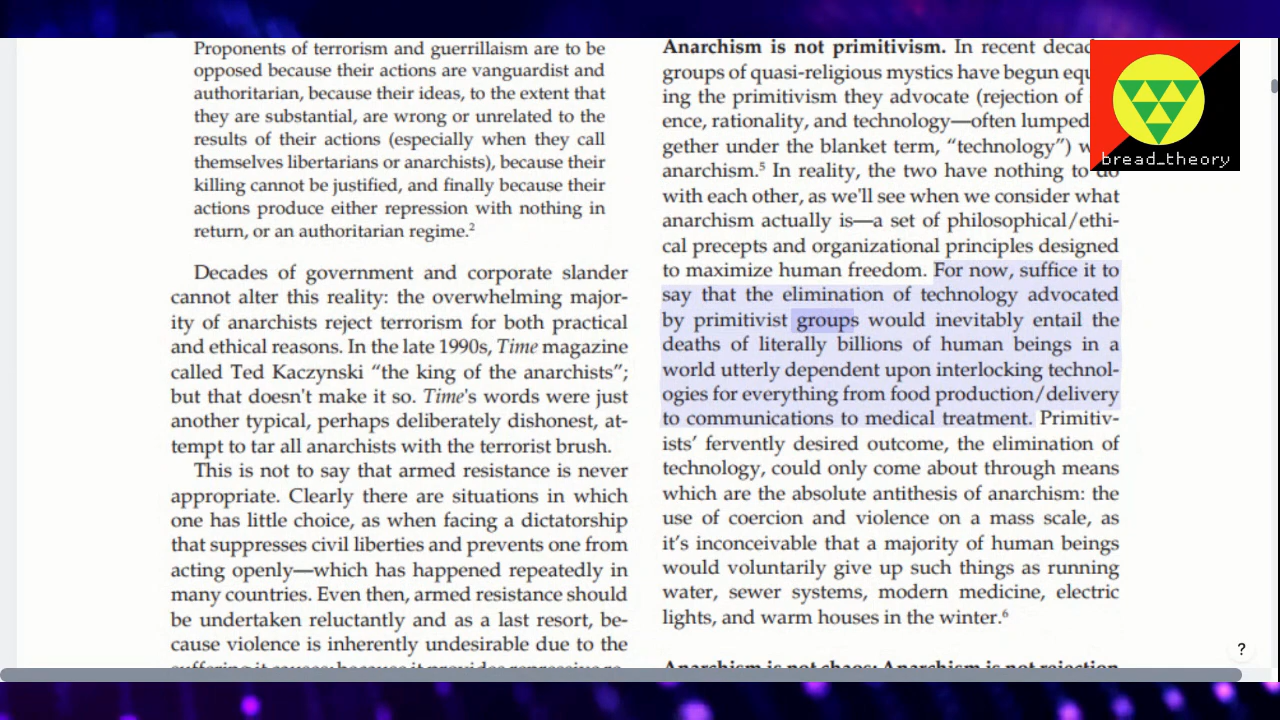 Proponents of terrorism and guerrillaism are to be
opposed because their actions are vanguardist and
authoritarian, because their ideas, to the extent that
they are substantial, are wrong or unrelated to the
results of their actions (especially when they call
themselves libertarians or anarchists), because their
killing cannot be justified, and finally because their
actions produce either repression with nothing in
return, or an authoritarian regime.²
Decades of government and corporate slander
cannot alter this reality: the overwhelming major-
ity of anarchists reject terrorism for both practical
and ethical reasons. In the late 1990s, Time magazine
called Ted Kaczynski “the king of the anarchists”;
but that doesn't make it so. Time's words were just
another typical, perhaps deliberately dishonest, at-
tempt to tar all anarchists with the terrorist brush.
This is not to say that armed resistance is never
appropriate. Clearly there are situations in which
one has little choice, as when facing a dictatorship
that suppresses civil liberties and prevents one from
acting openly—which has happened repeatedly in
many countries. Even then, armed resistance should
be undertaken reluctantly and as a last resort, be-
cause violence is inherently undesirable due to the
Anarchism is not primitivism. In recent
groups of quasi-religious mystics have begun
ing the primitivism they advocate (rejection of
ence, rationality, and technology—often lumped
gether under the blanket term, “technology”)
anarchism.⁵ In reality, the two have nothing to do
with each other, as we'll see when we consider what
anarchism actually is—a set of philosophical/ethi-
cal precepts and organizational principles designed
to maximize human freedom. For now, suffice it to
say that the elimination of technology advocated
by primitivist groups would inevitably entail the
deaths of literally billions of human beings in a
world utterly dependent upon interlocking technol-
ogies for everything from food production/delivery
to communications to medical treatment. Primitiv-
ists’ fervently desired outcome, the elimination of
technology, could only come about through means
which are the absolute antithesis of anarchism: the
use of coercion and violence on a mass scale, as
it’s inconceivable that a majority of human beings
would voluntarily give up such things as running
water, sewer systems, modern medicine, electric
lights, and warm houses in the winter.⁶
Anarchism is not chaos; Anarchism is not rejection
bread_theory
?